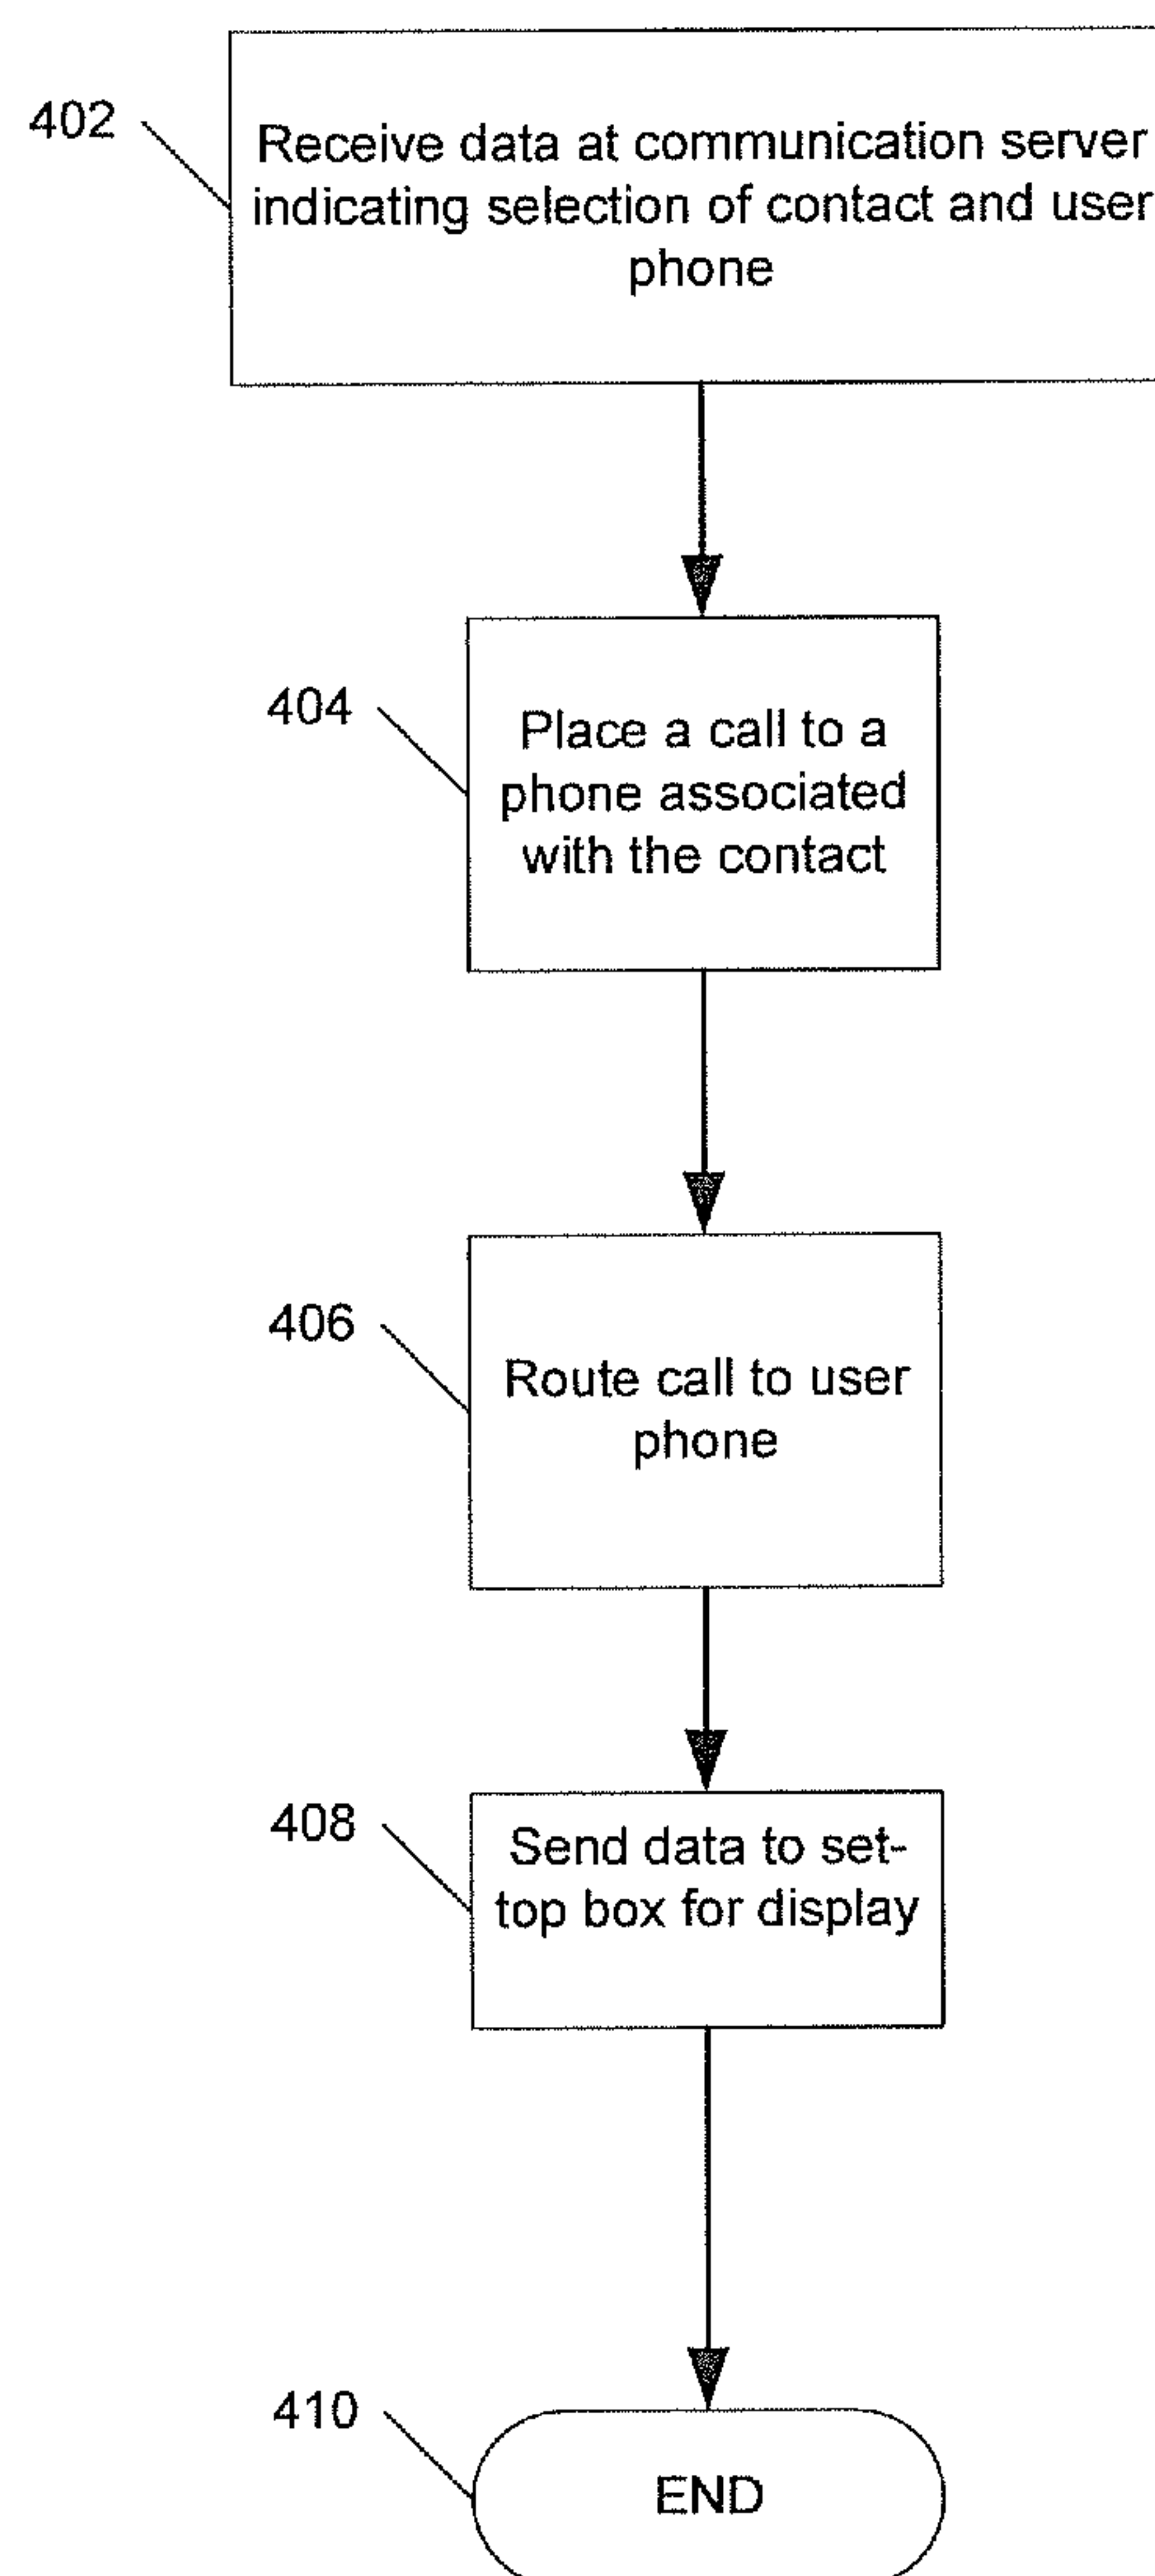 402
Receive data at communication server
indicating selection of contact and user
phone
404
Place a call to a
phone associated
with the contact
406
Route call to user
phone
408
Send data to set-
top box for display
410
END